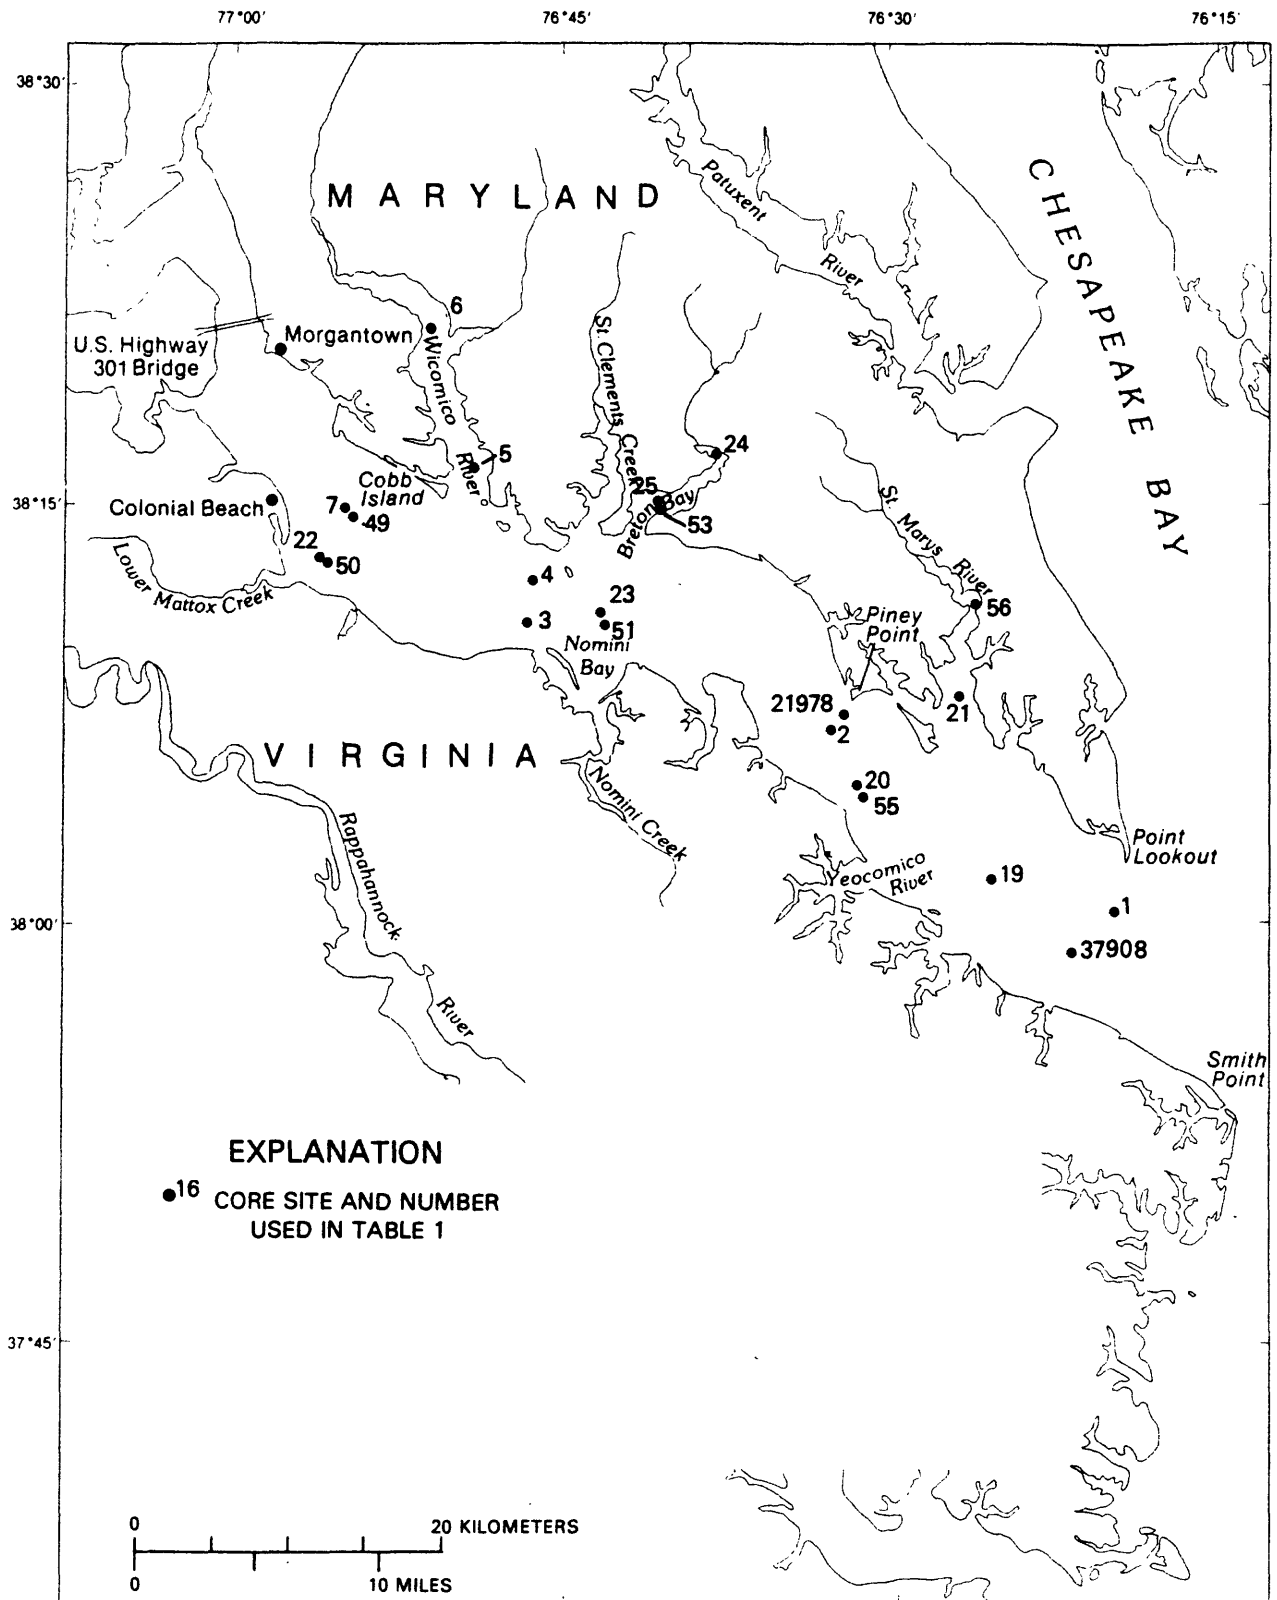 77°00′
76°45′
76°30′
76°15′
38°30′
MARYLAND
Patuxent
River
CHESAPEAKE BAY
6
Morgantown
U.S. Highway
301 Bridge
Wicomico
River
St. Clements Creek
24
5
Cobb
Island
25
Breton Bay
53
38°15′
Colonial Beach
7
49
St. Marys River
22
50
Lower Mattox Creek
4
23
3
51
Nomini
Bay
56
Piney
Point
21978
2
21
VIRGINIA
20
55
Nomini Creek
Rappahannock
River
Point
Lookout
Yeocomico
River
19
1
38°00′
37908
Smith
Point
EXPLANATION
16
CORE SITE AND NUMBER
USED IN TABLE 1
37°45′
0
20 KILOMETERS
0
10 MILES